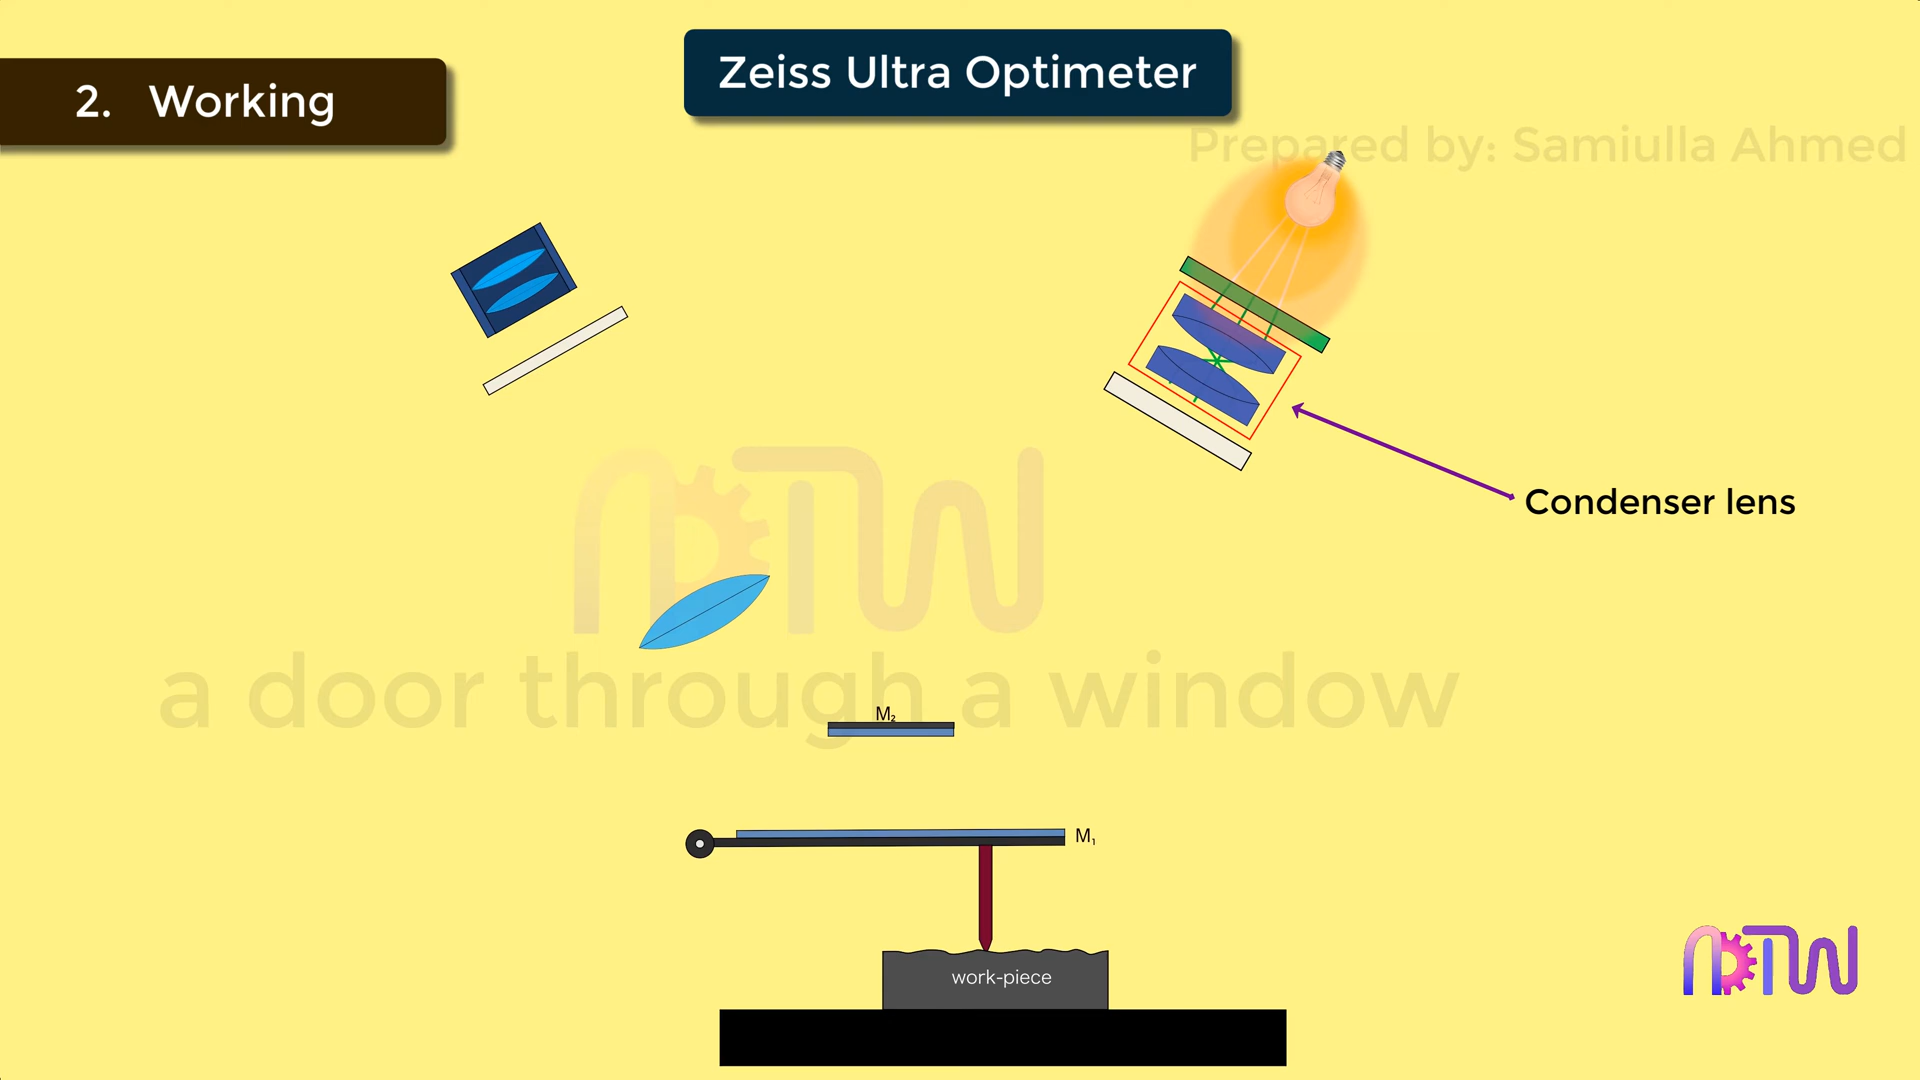 Zeiss Ultra Optimeter
2. Working
Prepared by: Samiulla Ahmed
Condenser lens
a door through a window
M₂
M₁
work-piece